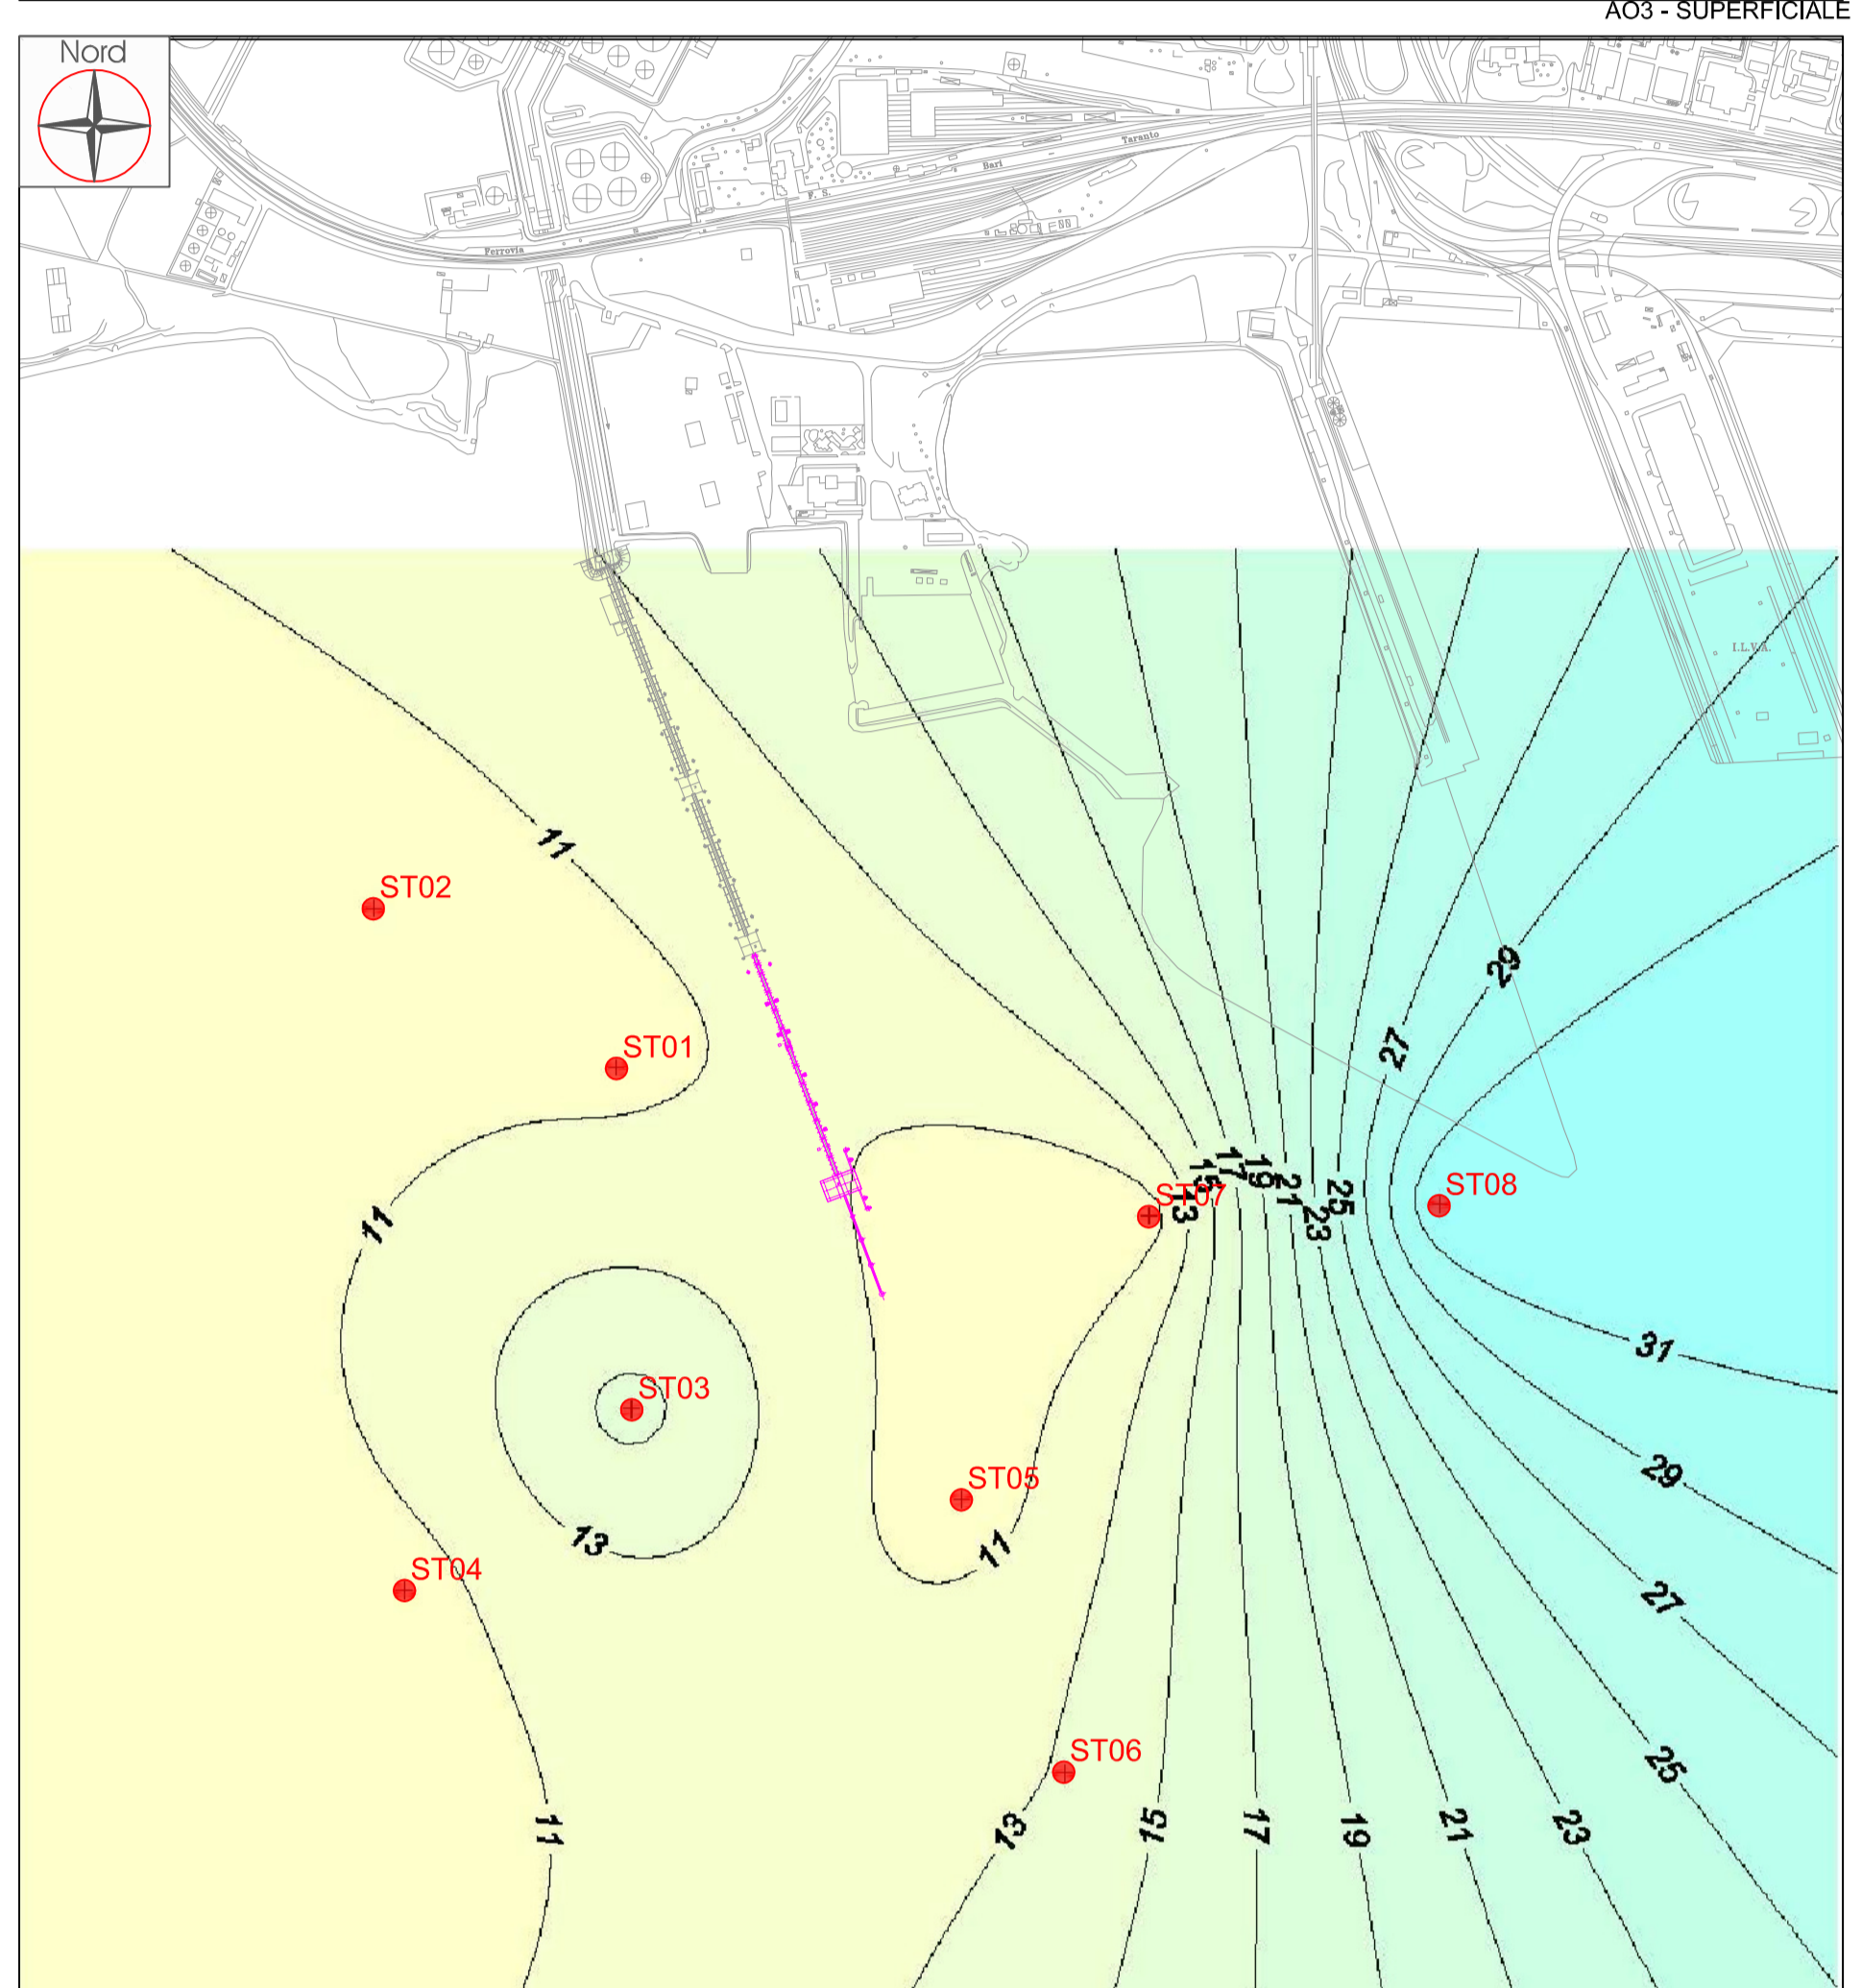 AO3 - SUPERFICIALE
Nord
Taranto
Bari
F. S.
Ferrovia
I.L.V.A.
11
ST02
29
27
ST01
17
15
19
21
25
ST08
ST07
13
23
11
31
ST03
29
ST05
13
11
ST04
27
ST06
25
11
13
15
17
19
21
23